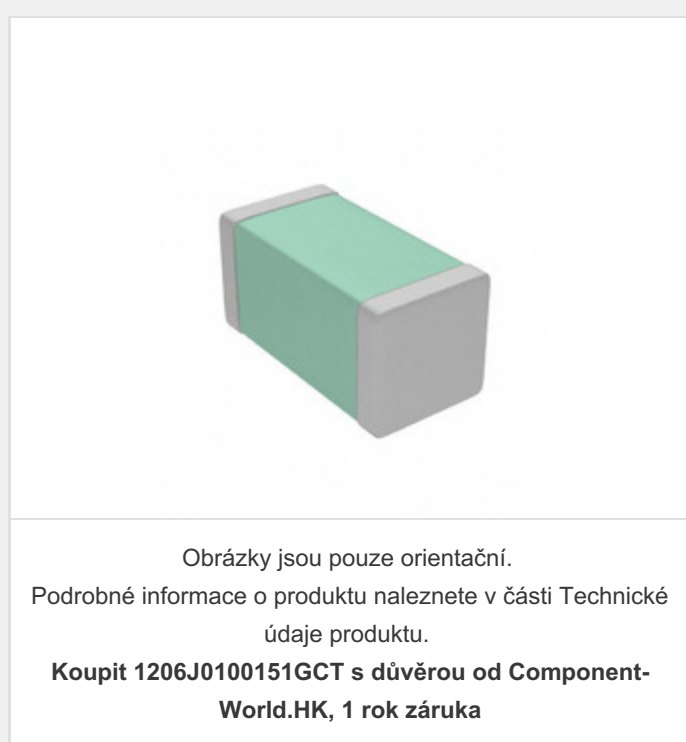 Obrázky jsou pouze orientační.
Podrobné informace o produktu naleznete v části Technické
údaje produktu.
Koupit 1206J0100151GCT s důvěrou od Component-
World.HK, 1 rok záruka